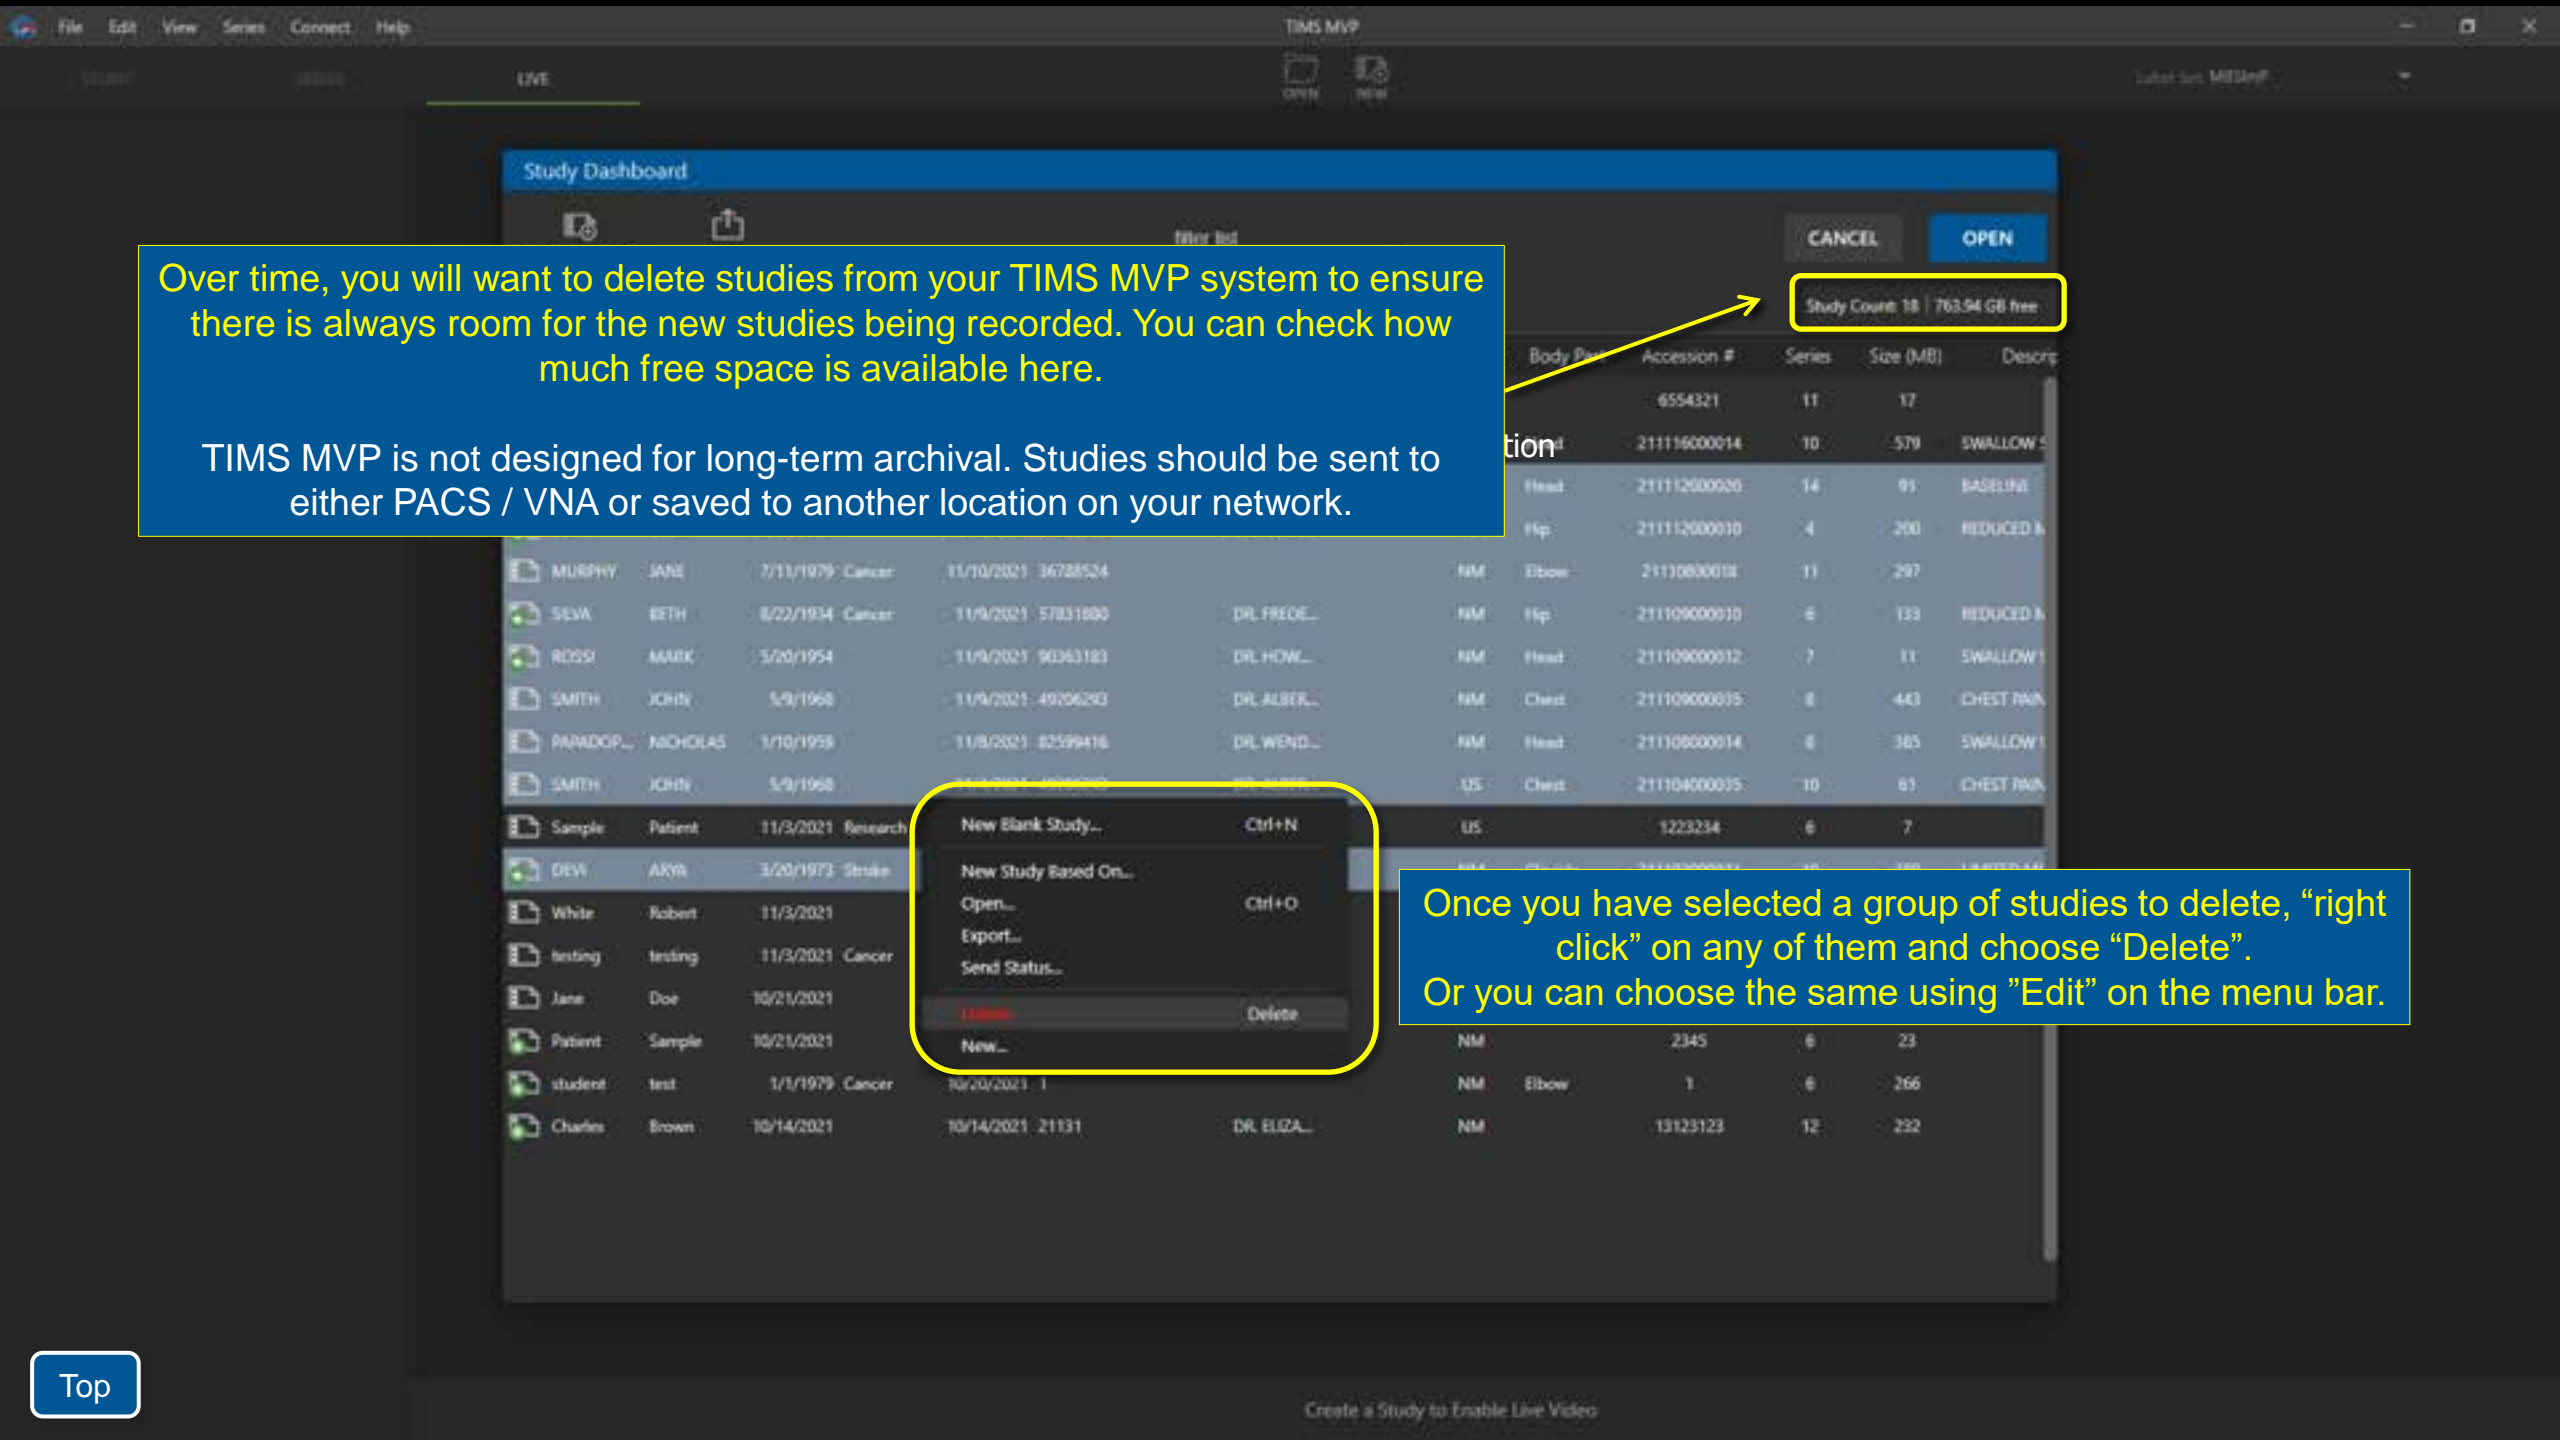 File Edit View Series Connect Help
TIMS MVP
LIVE
OPEN NEW
Label Set:
Study Dashboard
filter list
CANCEL OPEN
Over time, you will want to delete studies from your TIMS MVP system to ensure
there is always room for the new studies being recorded. You can check how
much free space is available here.
TIMS MVP is not designed for long-term archival. Studies should be sent to
either PACS / VNA or saved to another location on your network.
tion
Study Count: 18 | 763.94 GB free
Body Part Accession # Series Size (MB) Descrip
6554321 11 17
211116000014 10 579 SWALLOW S
Head 211112000020 14 91 BASELINE
Hip 211112000010 4 200 REDUCED M
MURPHY JANE 7/11/1979 Cancer 11/10/2021 36788524 NM Elbow 21110800018 11 297
SILVA BETH 8/22/1934 Cancer 11/9/2021 57831880 DR. FREDE... NM Hip 211109000010 6 133 REDUCED M
ROSSI MARK 5/20/1954 11/9/2021 90363183 DR. HOW... NM Head 211109000012 7 11 SWALLOW
SMITH JOHN 5/9/1960 11/9/2021 49206293 DR. ALBER... NM Chest 211109000035 8 443 CHEST PAIN
PAPADOP... NICHOLAS 1/10/1959 11/8/2021 82599416 DR. WEND... NM Head 211108000014 8 385 SWALLOW
SMITH JOHN 5/9/1960 US Chest 211104000035 10 61 CHEST PAIN
Sample Patient 11/3/2021 Research US 1223234 6 7
DEVI ARYA 3/20/1973 Stroke
White Robert 11/3/2021
testing testing 11/3/2021 Cancer
Jane Doe 10/21/2021
Patient Sample 10/21/2021 NM 2345 6 23
student test 1/1/1979 Cancer 10/20/2021 1 NM Elbow 1 6 266
Charles Brown 10/14/2021 10/14/2021 21131 DR. ELIZA... NM 13123123 12 232
New Blank Study... Ctrl+N
New Study Based On...
Open... Ctrl+O
Export...
Send Status...
Delete Delete
New...
Once you have selected a group of studies to delete, “right
click” on any of them and choose “Delete”.
Or you can choose the same using ”Edit” on the menu bar.
Top
Create a Study to Enable Live Video